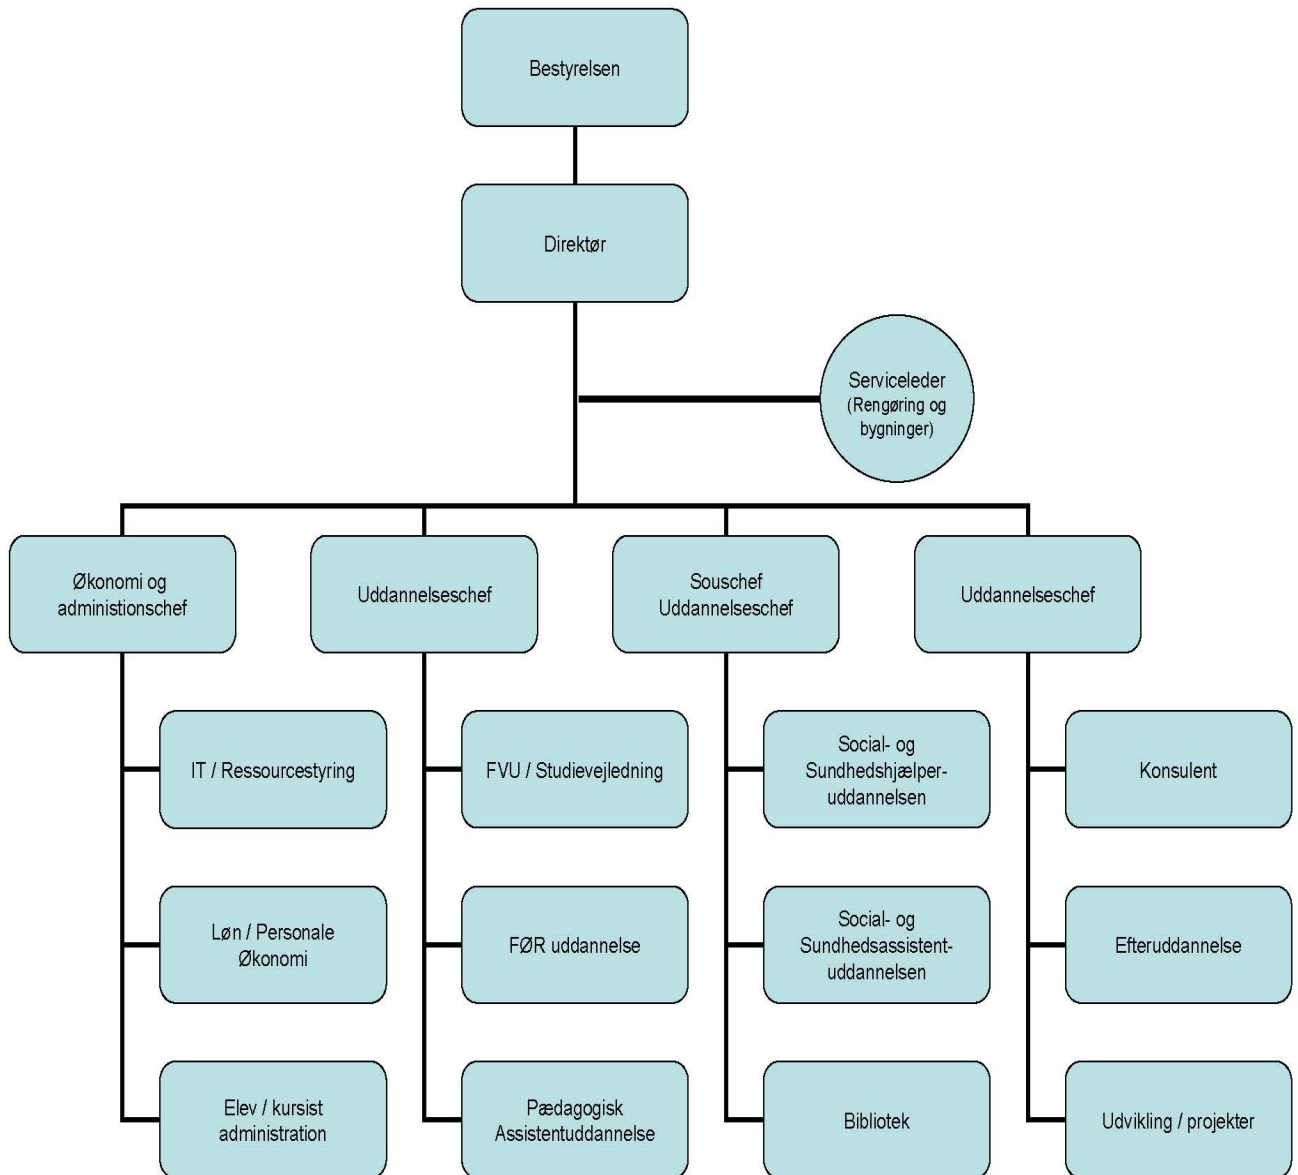 Bestyrelsen
Direktør
Serviceleder
(Rengøring og
bygninger)
Økonomi og
administionschef
Uddannelseschef
Souschef
Uddannelseschef
Uddannelseschef
IT / Ressourcestyring
FVU / Studievejledning
Social- og
Sundhedshjælper-
uddannelsen
Konsulent
Løn / Personale
Økonomi
FØR uddannelse
Social- og
Sundhedsassistent-
uddannelsen
Efteruddannelse
Elev / kursist
administration
Pædagogisk
Assistentuddannelse
Bibliotek
Udvikling / projekter